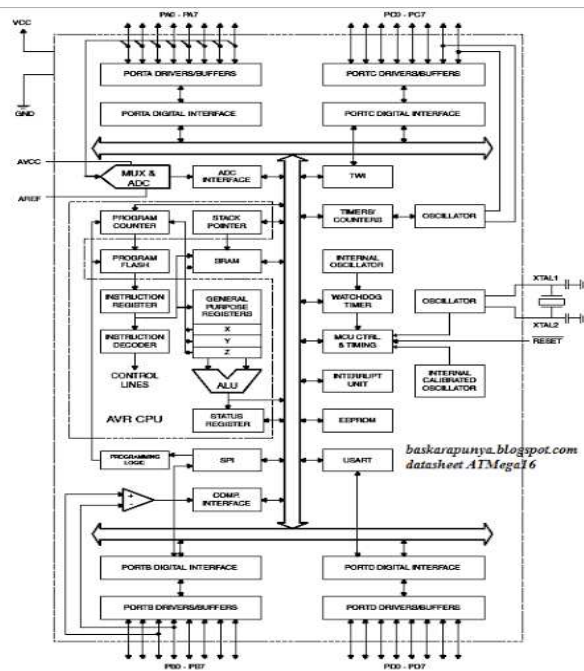 PA0 - PA7
PC0 - PC7
VCC
GND
PORTA DRIVERS/BUFFERS
PORTC DRIVERS/BUFFERS
PORTA DIGITAL INTERFACE
PORTC DIGITAL INTERFACE
AVCC
AREF
MUX &
ADC
ADC
INTERFACE
TWI
PROGRAM
COUNTER
STACK
POINTER
TIMERS/
COUNTERS
OSCILLATOR
PROGRAM
FLASH
SRAM
INTERNAL
OSCILLATOR
INSTRUCTION
REGISTER
GENERAL
PURPOSE
REGISTERS
X
Y
Z
WATCHDOG
TIMER
OSCILLATOR
XTAL1
XTAL2
INSTRUCTION
DECODER
MCU CTRL
& TIMING
RESET
CONTROL
LINES
ALU
INTERRUPT
UNIT
INTERNAL
CALIBRATED
OSCILLATOR
AVR CPU
STATUS
REGISTER
EEPROM
PROGRAMMING
LOGIC
SPI
USART
baskarapunya.blogspot.com
datasheet ATMega16
+
-
COMP.
INTERFACE
PORTB DIGITAL INTERFACE
PORTD DIGITAL INTERFACE
PORTB DRIVERS/BUFFERS
PORTD DRIVERS/BUFFERS
PB0 - PB7
PD0 - PD7